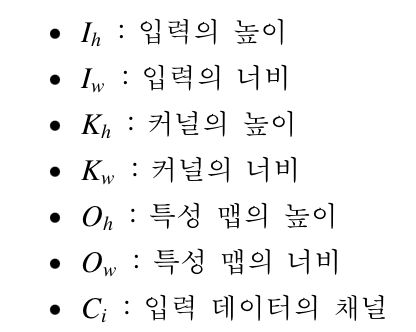 • I_h : 입력의 높이
• I_w : 입력의 너비
• K_h : 커널의 높이
• K_w : 커널의 너비
• O_h : 특성 맵의 높이
• O_w : 특성 맵의 너비
• C_i : 입력 데이터의 채널